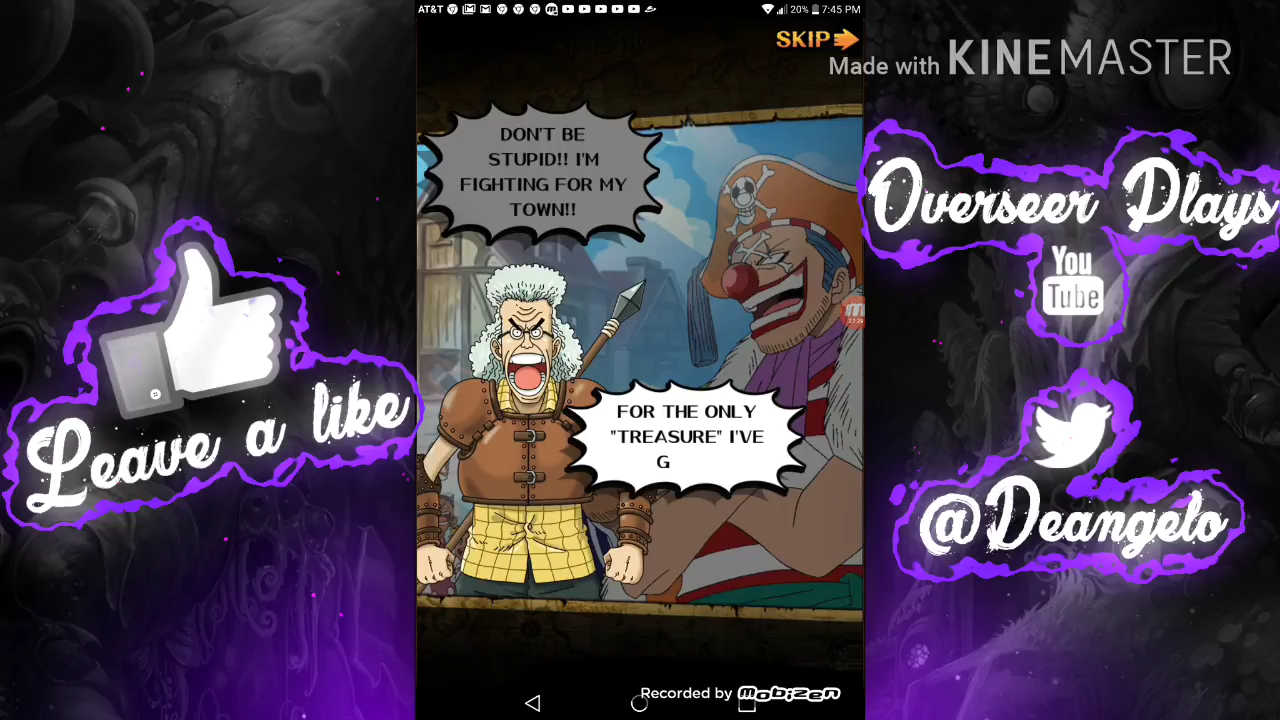 AT&T
20%
7:45 PM
SKIP
Made with KINEMASTER
DON'T BE
STUPID!! I'M
FIGHTING FOR MY
TOWN!!
FOR THE ONLY
"TREASURE" I'VE
G
Leave a like
Overseer Plays
You
Tube
@Deangelo
Recorded by mobizen